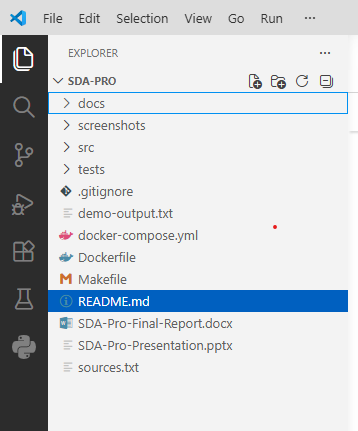 File Edit Selection View Go Run ···
EXPLORER ···
SDA-PRO
docs
screenshots
src
tests
.gitignore
demo-output.txt
docker-compose.yml
Dockerfile
Makefile
README.md
SDA-Pro-Final-Report.docx
SDA-Pro-Presentation.pptx
sources.txt